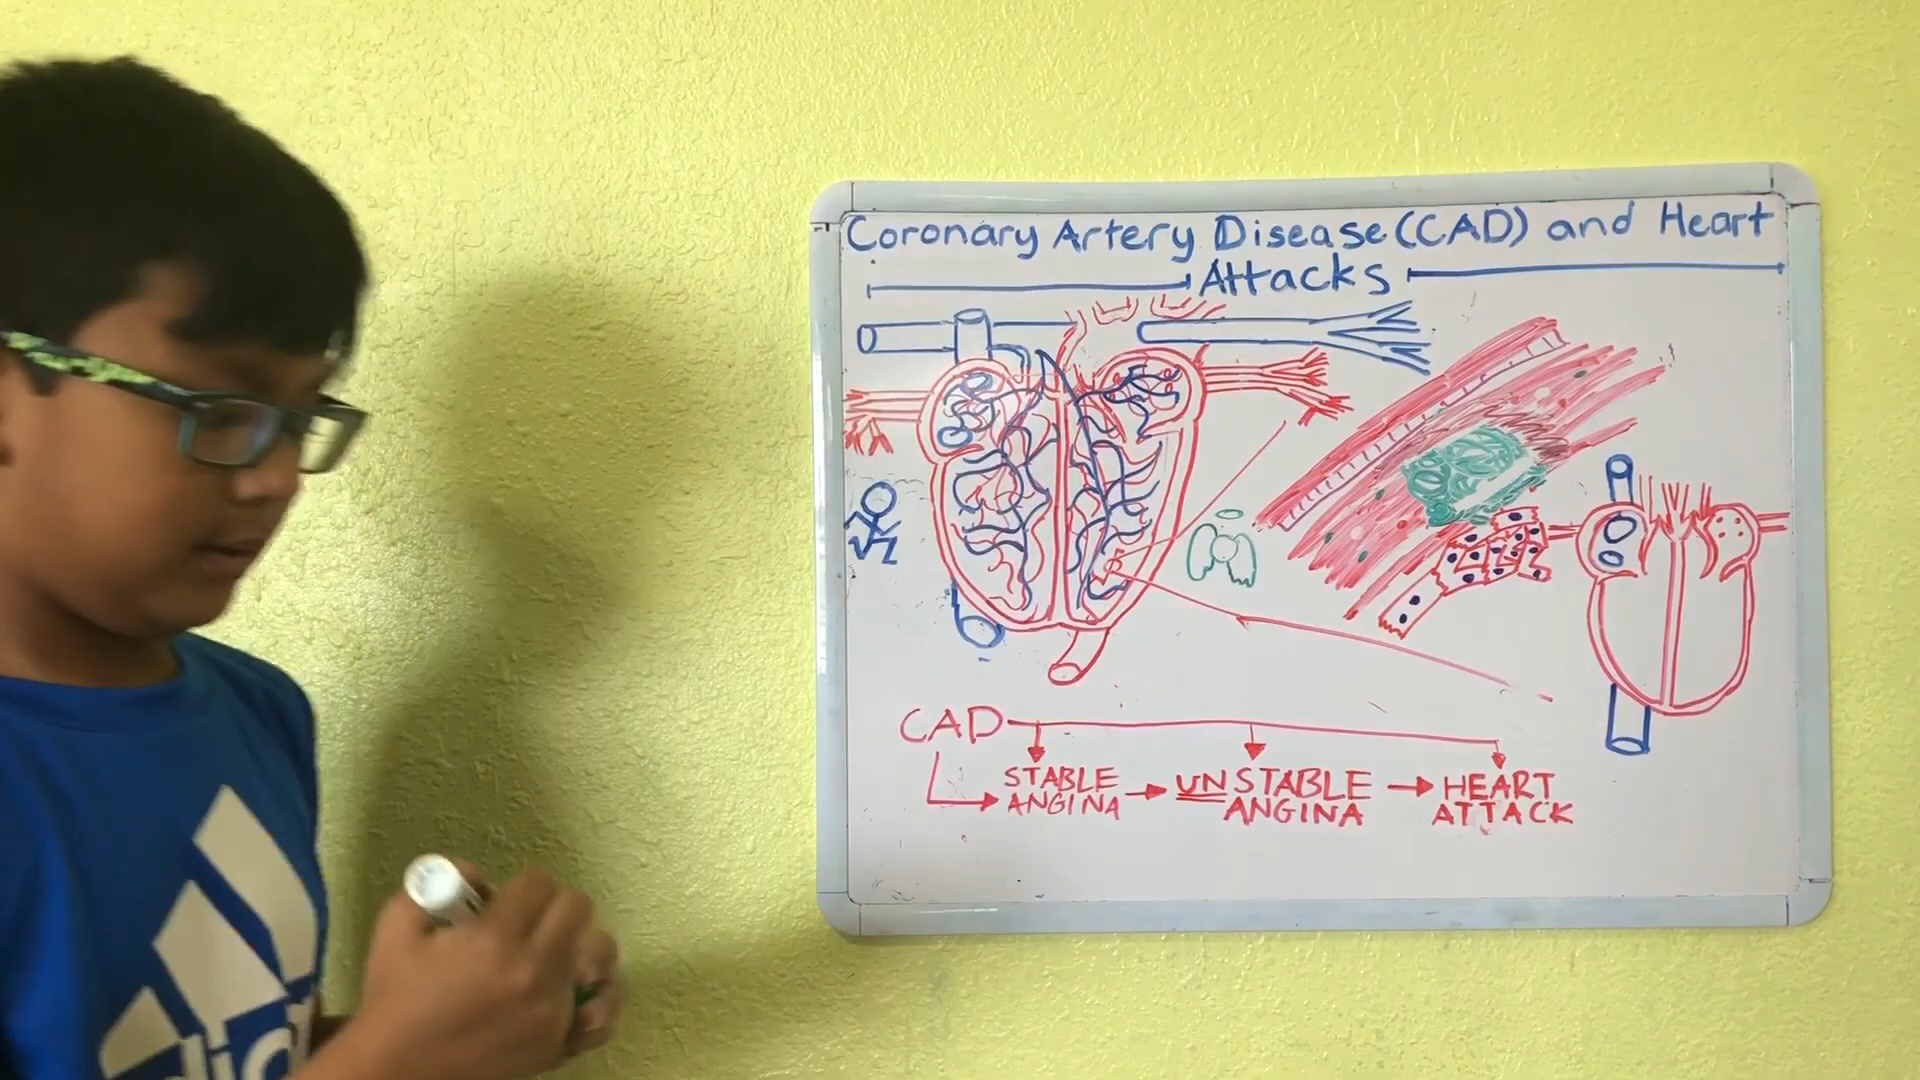 Coronary Artery Disease (CAD) and Heart
Attacks
CAD
STABLE
ANGINA
UNSTABLE
ANGINA
HEART
ATTACK